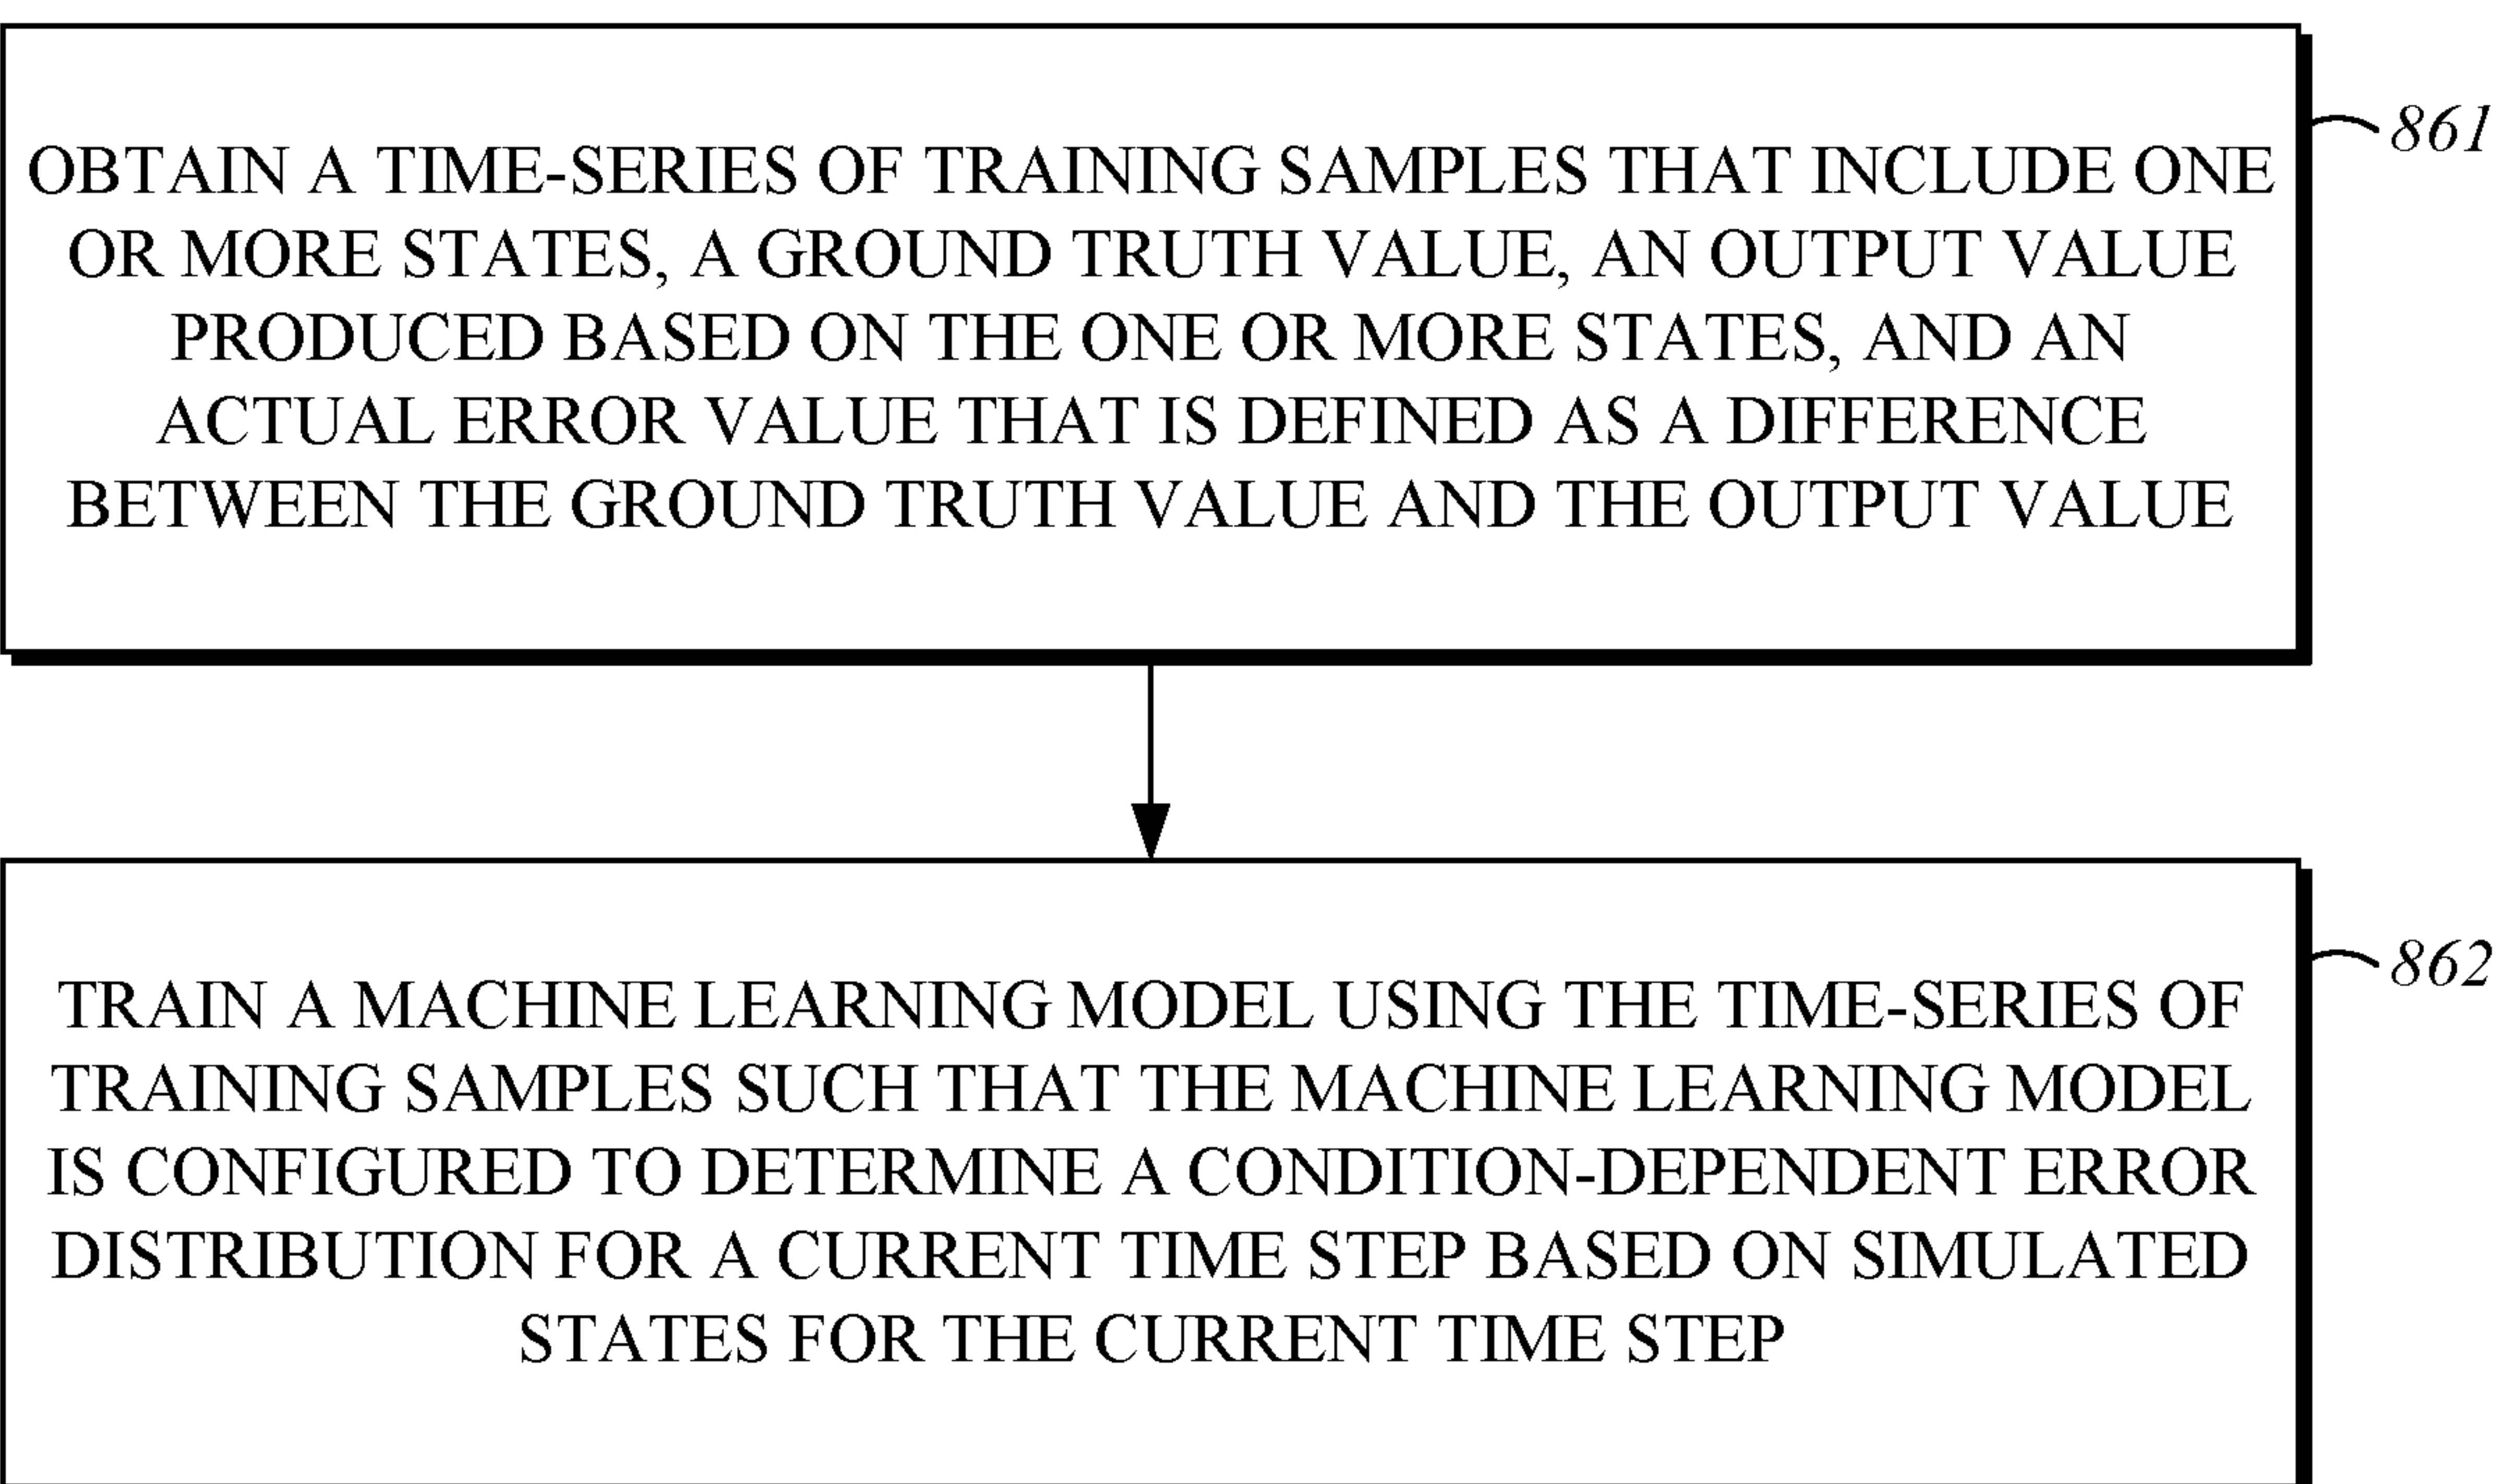 OBTAIN A TIME-SERIES OF TRAINING SAMPLES THAT INCLUDE ONE
OR MORE STATES, A GROUND TRUTH VALUE, AN OUTPUT VALUE
PRODUCED BASED ON THE ONE OR MORE STATES, AND AN
ACTUAL ERROR VALUE THAT IS DEFINED AS A DIFFERENCE
BETWEEN THE GROUND TRUTH VALUE AND THE OUTPUT VALUE
861
TRAIN A MACHINE LEARNING MODEL USING THE TIME-SERIES OF
TRAINING SAMPLES SUCH THAT THE MACHINE LEARNING MODEL
IS CONFIGURED TO DETERMINE A CONDITION-DEPENDENT ERROR
DISTRIBUTION FOR A CURRENT TIME STEP BASED ON SIMULATED
STATES FOR THE CURRENT TIME STEP
862